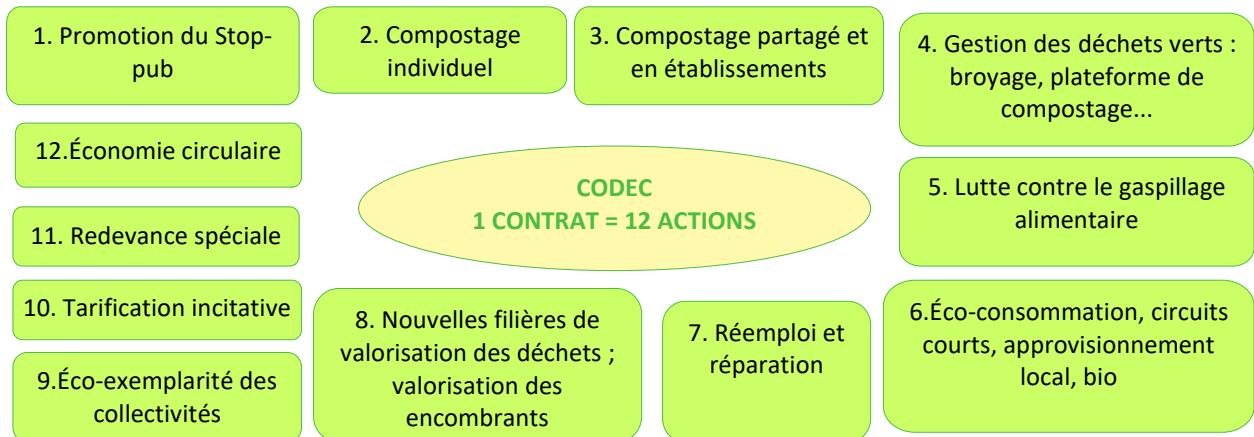 1. Promotion du Stop-
pub
2. Compostage
individuel
3. Compostage partagé et
en établissements
4. Gestion des déchets verts :
broyage, plateforme de
compostage...
12.Économie circulaire
CODEC
1 CONTRAT = 12 ACTIONS
5. Lutte contre le gaspillage
alimentaire
11. Redevance spéciale
10. Tarification incitative
8. Nouvelles filières de
valorisation des déchets ;
valorisation des
encombrants
7. Réemploi et
réparation
6.Éco-consommation, circuits
courts, approvisionnement
local, bio
9.Éco-exemplarité des
collectivités